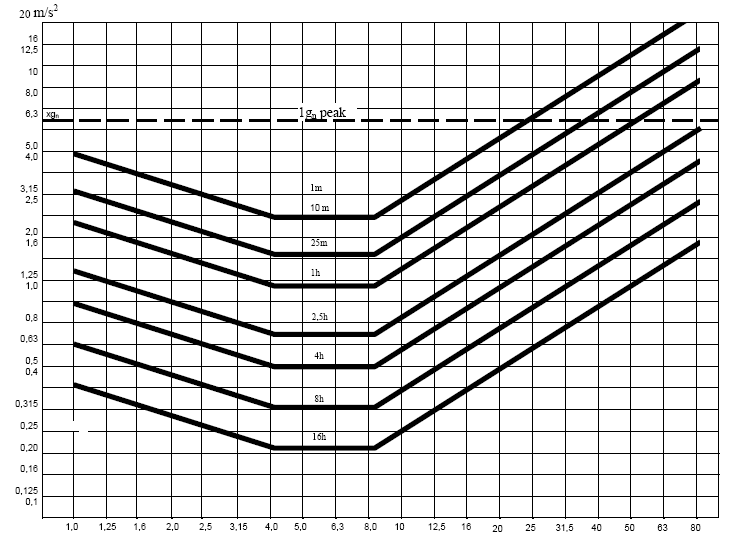 20 m/s²
16
12,5
10
8,0
6,3
xgₙ
1gₙ peak
5,0
4,0
3,15
2,5
2,0
1,6
1,25
1,0
0,8
0,63
0,5
0,4
0,315
0,25
0,20
0,16
0,125
0,1
1m
10 m
25m
1h
2,5h
4h
8h
16h
1,0 1,25 1,6 2,0 2,5 3,15 4,0 5,0 6,3 8,0 10 12,5 16 20 25 31,5 40 50 63 80